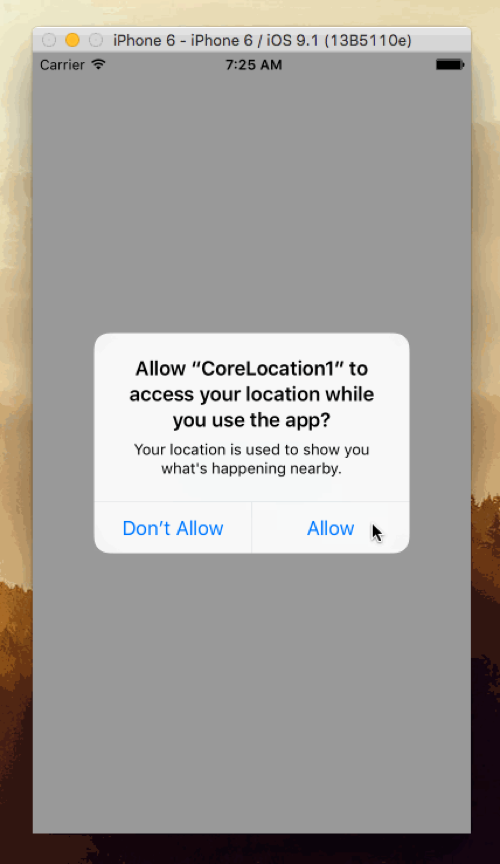 iPhone 6 - iPhone 6 / iOS 9.1 (13B5110e)
Carrier 7:25 AM
Allow “CoreLocation1” to
access your location while
you use the app?
Your location is used to show you
what's happening nearby.
Don’t Allow Allow